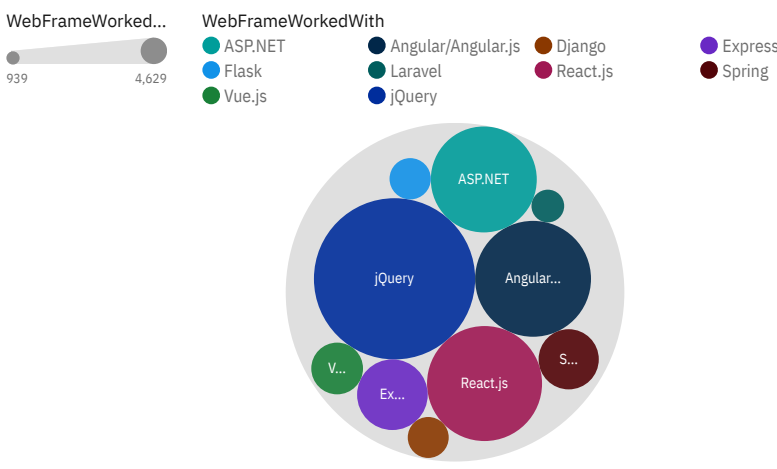 WebFrameWorked...
939
4,629
WebFrameWorkedWith
ASP.NET Angular/Angular.js Django Express
Flask Laravel React.js Spring
Vue.js jQuery
ASP.NET
jQuery
Angular...
V...
Ex...
React.js
S...